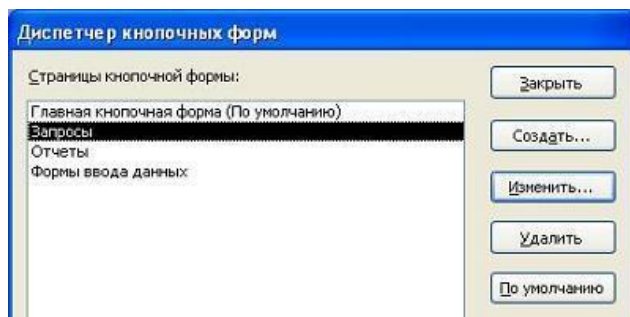 Диспетчер кнопочных форм
Страницы кнопочной формы:
Главная кнопочная форма (По умолчанию)
Запросы
Отчеты
Формы ввода данных
Закрыть
Создать...
Изменить...
Удалить
По умолчанию